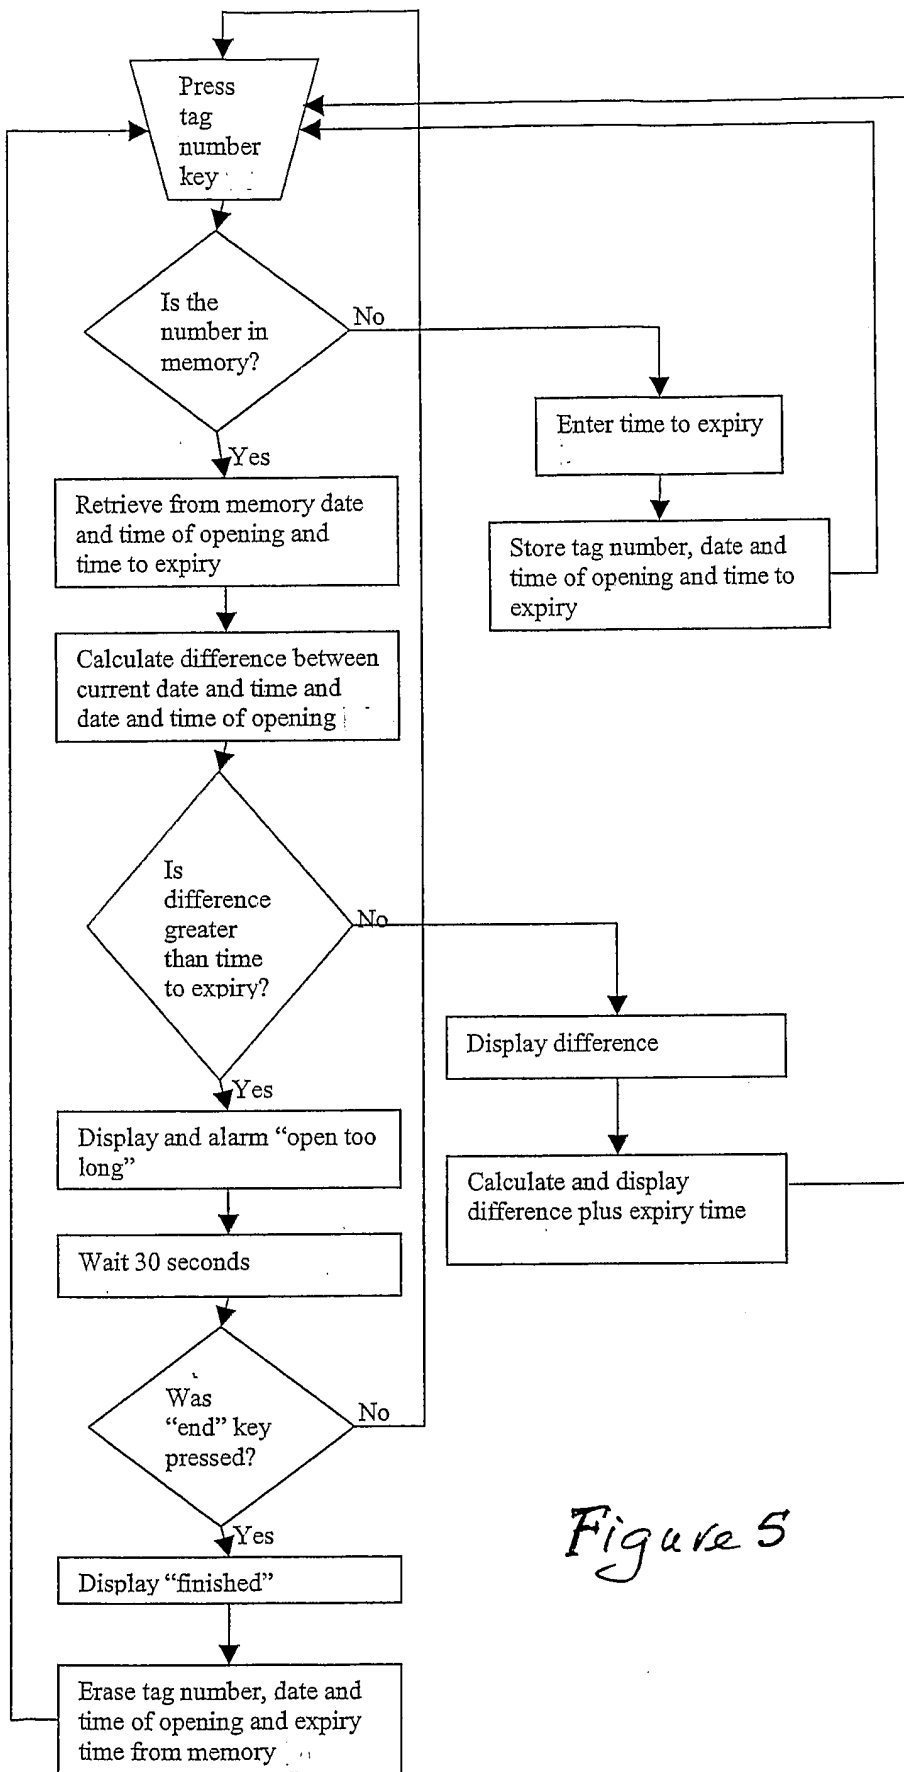 Press
tag
number
key
Is the
number in
memory?
No
Enter time to expiry
Yes
Retrieve from memory date
and time of opening and
time to expiry
Store tag number, date and
time of opening and time to
expiry
Calculate difference between
current date and time and
date and time of opening
Is
difference
greater
than time
to expiry?
No
Display difference
Yes
Display and alarm “open too
long”
Calculate and display
difference plus expiry time
Wait 30 seconds
Was
“end” key
pressed?
No
Yes
Display “finished”
Erase tag number, date and
time of opening and expiry
time from memory
Figure 5